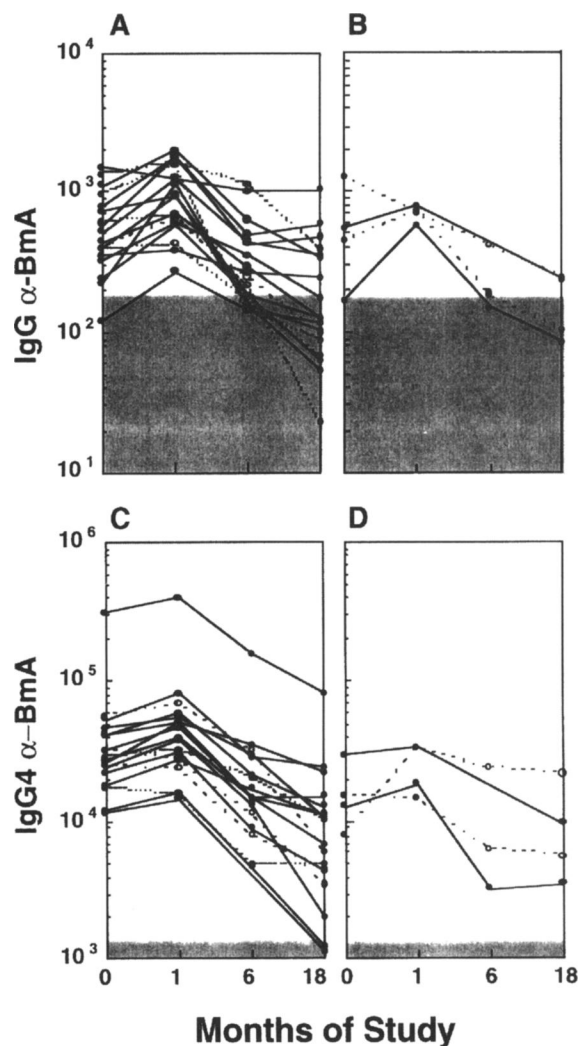 A
B
10^4
10^3
10^2
10^1
IgG α-BmA
C
D
10^6
10^5
10^4
10^3
IgG4 α-BmA
0 1 6 18 0 1 6 18
Months of Study